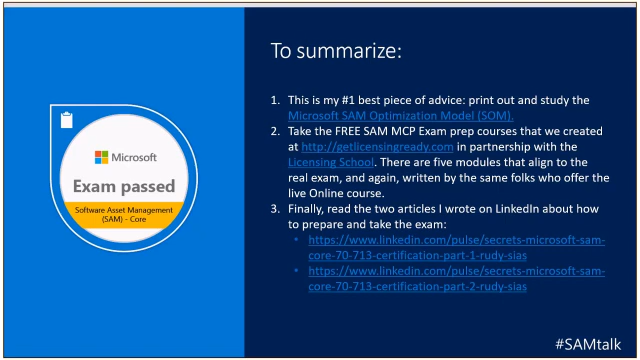 To summarize:
1. This is my #1 best piece of advice: print out and study the
Microsoft SAM Optimization Model (SOM).
2. Take the FREE SAM MCP Exam prep courses that we created
at http://getlicensingready.com in partnership with the
Licensing School. There are five modules that align to the
real exam, and again, written by the same folks who offer the
live Online course.
3. Finally, read the two articles I wrote on LinkedIn about how
to prepare and take the exam:
• https://www.linkedin.com/pulse/secrets-microsoft-sam-
core-70-713-certification-part-1-rudy-sias
• https://www.linkedin.com/pulse/secrets-microsoft-sam-
core-70-713-certification-part-2-rudy-sias
Microsoft
Exam passed
Software Asset Management
(SAM) - Core
#SAMtalk